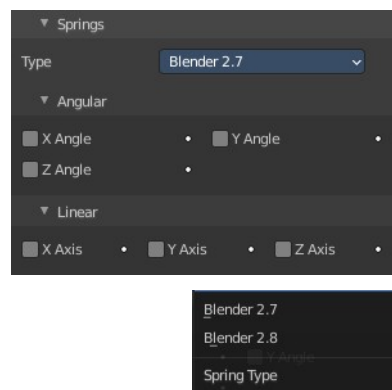 Springs
Type Blender 2.7
Angular
X Angle Y Angle
Z Angle
Linear
X Axis Y Axis Z Axis
Blender 2.7
Blender 2.8
Y Angle
Spring Type